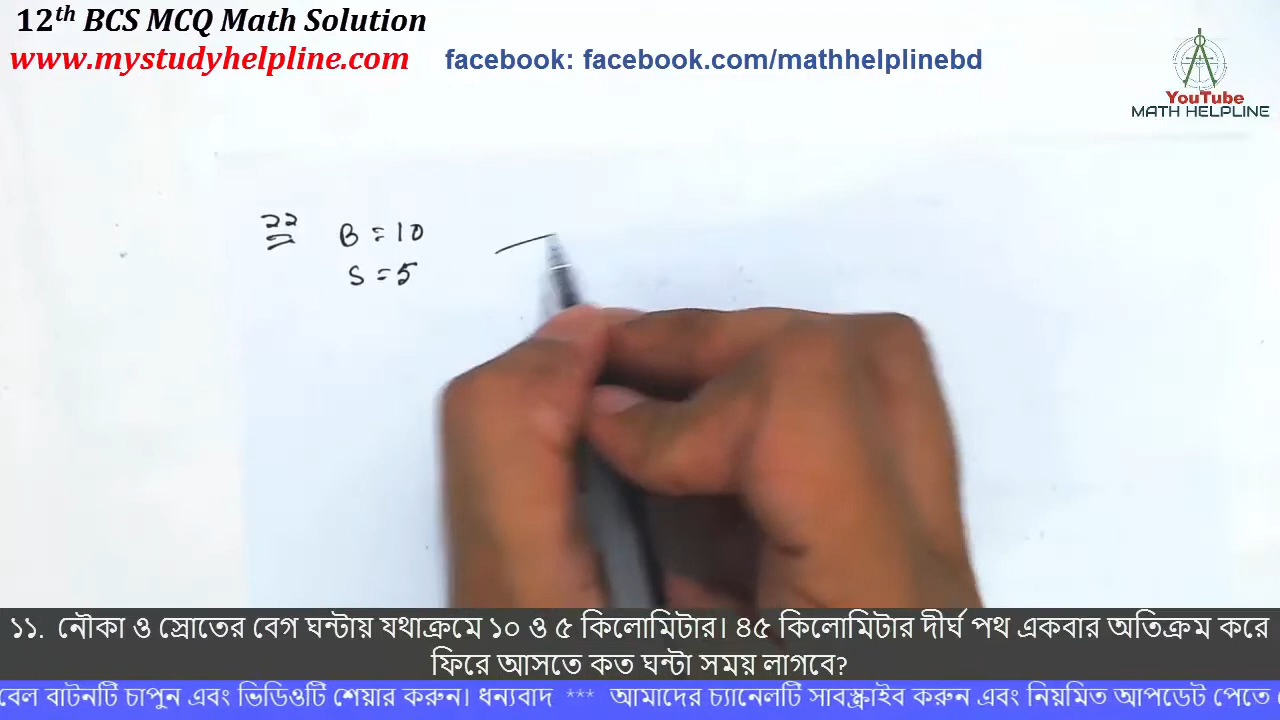 12th BCS MCQ Math Solution
www.mystudyhelpline.com
facebook: facebook.com/mathhelplinebd
YouTube
MATH HELPLINE
১১
B = 10
S = 5
১১. নৌকা ও স্রোতের বেগ ঘন্টায় যথাক্রমে ১০ ও ৫ কিলোমিটার। ৪৫ কিলোমিটার দীর্ঘ পথ একবার অতিক্রম করে
ফিরে আসতে কত ঘন্টা সময় লাগবে?
বেল বাটনটি চাপুন এবং ভিডিওটি শেয়ার করুন। ধন্যবাদ *** আমাদের চ্যানেলটি সাবস্ক্রাইব করুন এবং নিয়মিত আপডেট পেতে